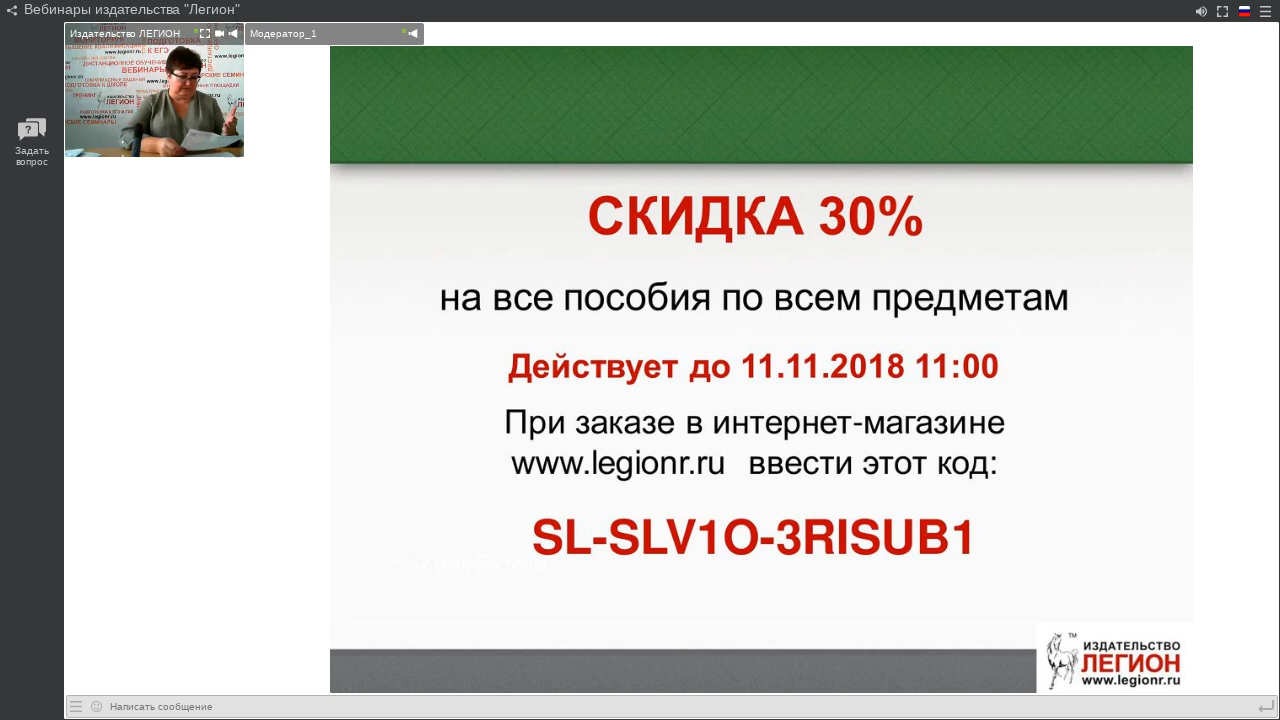 Вебинары издательства "Легион"
Издательство ЛЕГИОН
Модератор_1
Задать
вопрос
СКИДКА 30%
на все пособия по всем предметам
Действует до 11.11.2018 11:00
При заказе в интернет-магазине
www.legionr.ru ввести этот код:
SL-SLV1O-3RISUB1
TM
ИЗДАТЕЛЬСТВО
ЛЕГИОН
www.legionr.ru
Написать сообщение